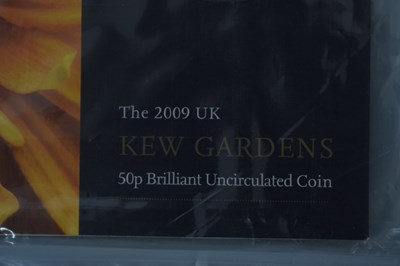 The 2009 UK
KEW GARDENS
50p Brilliant Uncirculated Coin